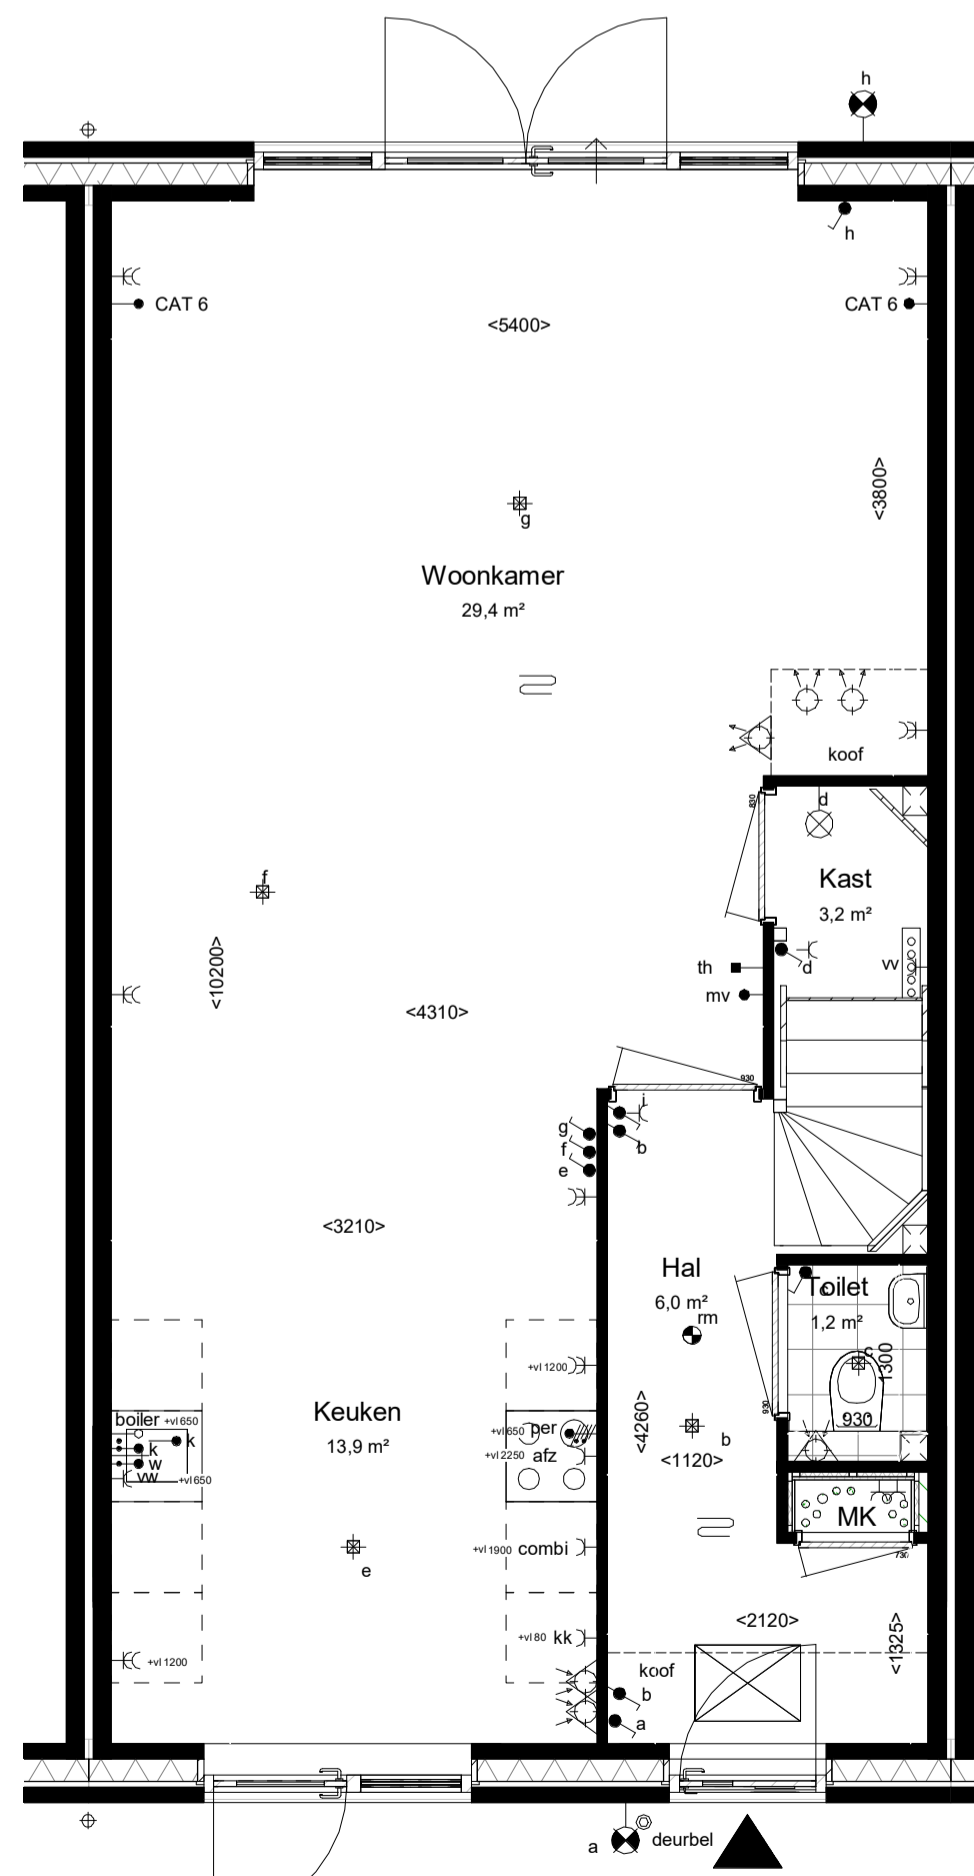 h
h
CAT 6
CAT 6
<5400>
<3800>
g
Woonkamer
29,4 m²
koof
830
d
Kast
3,2 m²
f
<10200>
d
vv
th
mv
<4310>
930
i
b
g
f
e
<3210>
Hal
6,0 m²
rm
Toilet
c
1,2 m²
c
1300
930
930
+vl 1200
Keuken
13,9 m²
boiler +vl 650
k
k
w
vw
+vl 650
+vl 650 per
+vl 2250 afz
<4260>
b
<1120>
MK
730
+vl 1900 combi
e
<2120>
<1325>
+vl 80 kk
+vl 1200
koof
b
a
a
deurbel